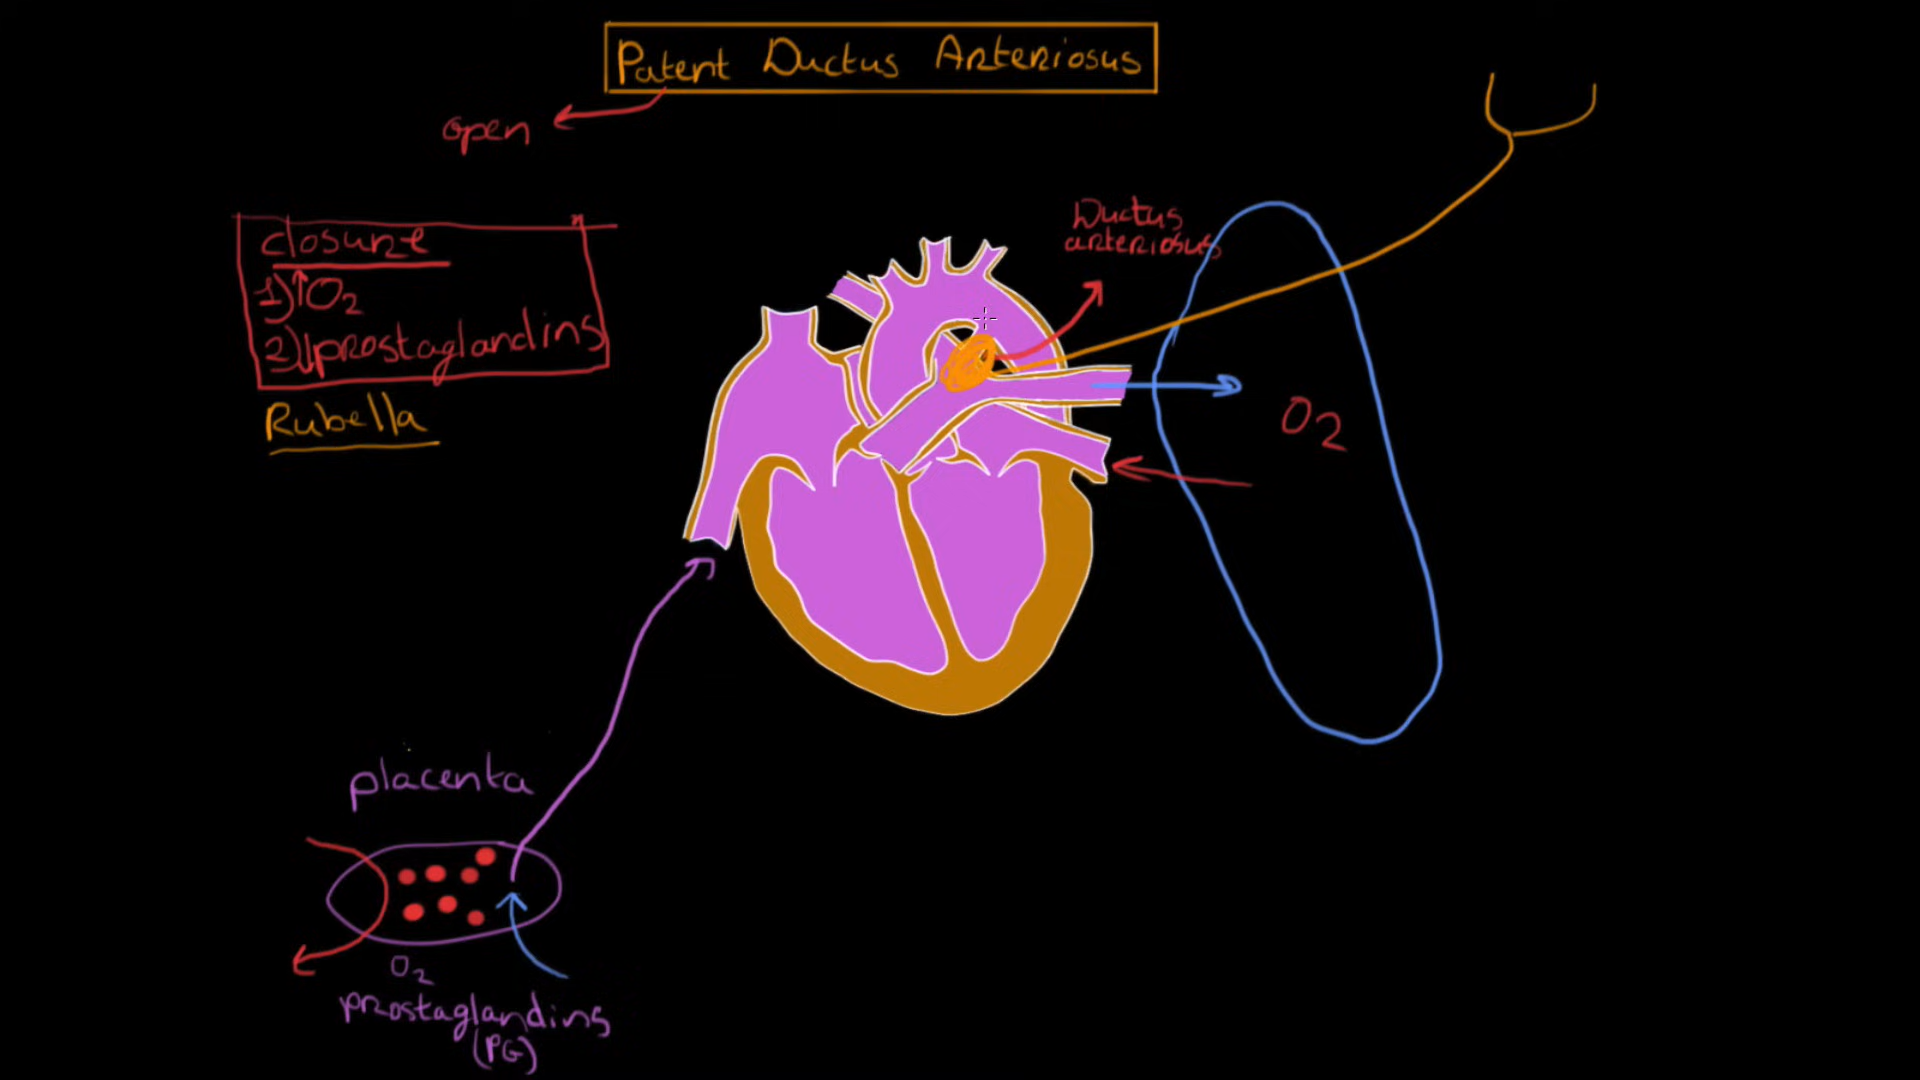 Patent Ductus Arteriosus
open
closure
1)↑O2
2)↓prostaglandins
Rubella
Ductus
arteriosus
O2
placenta
O2
prostaglandins
(PG)